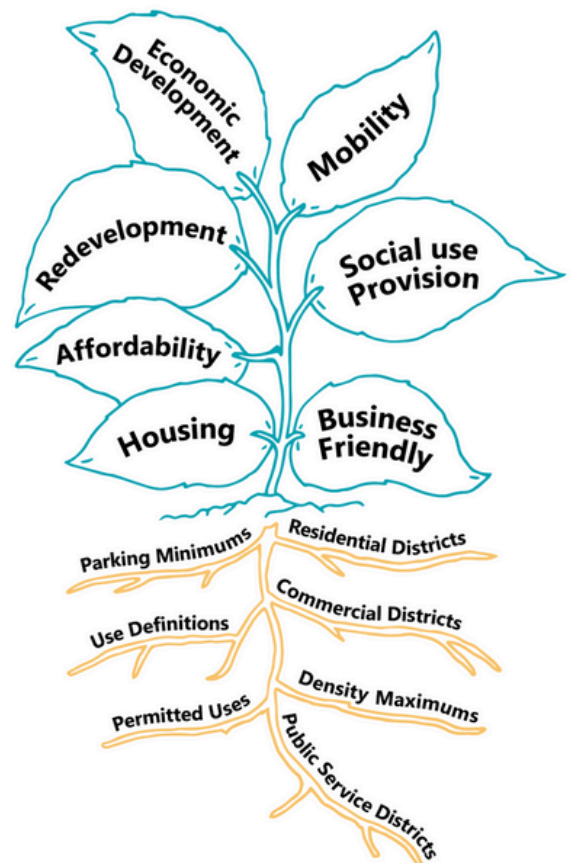 Economic
Development
Mobility
Redevelopment
Social use
Provision
Affordability
Housing
Business
Friendly
Parking Minimums
Residential Districts
Use Definitions
Commercial Districts
Permitted Uses
Density Maximums
Public Service Districts